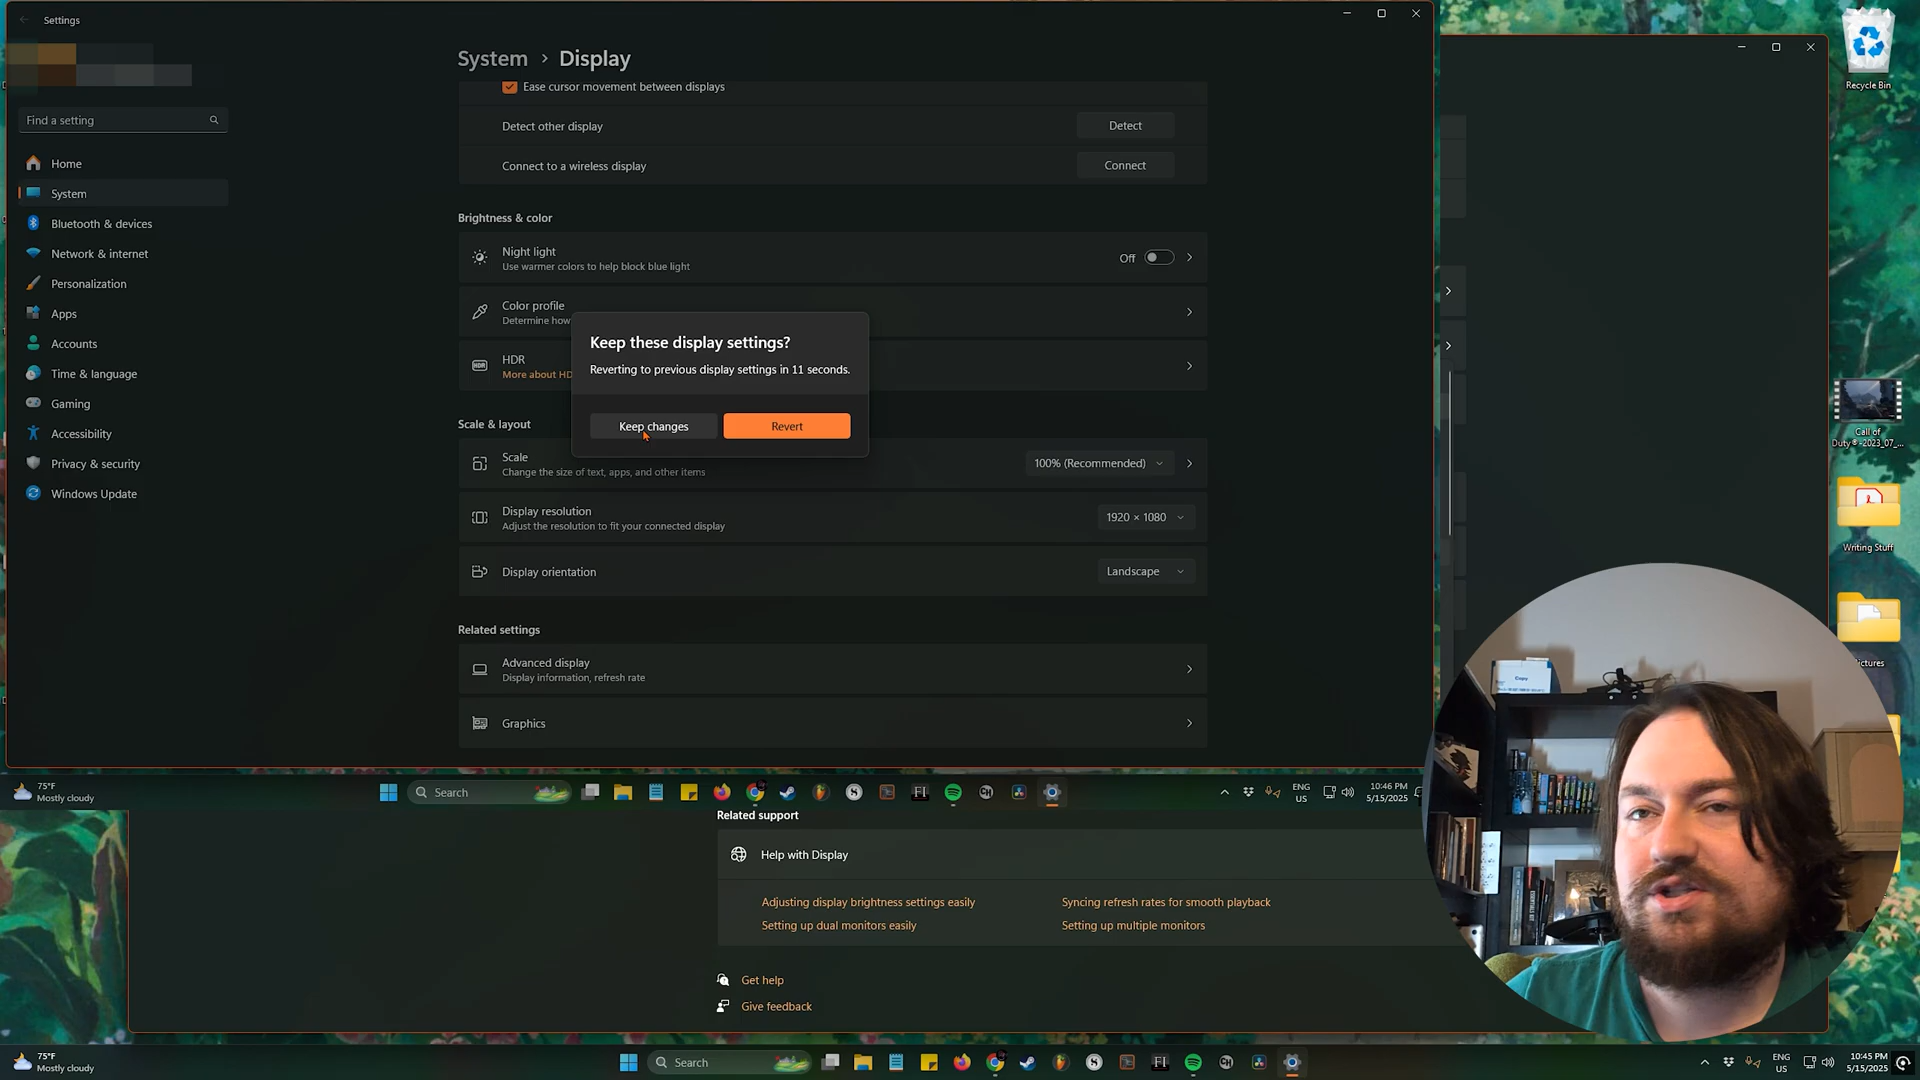 Settings
Find a setting
Home
System
Bluetooth & devices
Network & internet
Personalization
Apps
Accounts
Time & language
Gaming
Accessibility
Privacy & security
Windows Update
System > Display
Ease cursor movement between displays
Detect other display
Detect
Connect to a wireless display
Connect
Brightness & color
Night light
Use warmer colors to help block blue light
Off
Color profile
Determine how
HDR
More about HD
Keep these display settings?
Reverting to previous display settings in 11 seconds.
Keep changes
Revert
Scale & layout
Scale
Change the size of text, apps, and other items
100% (Recommended)
Display resolution
Adjust the resolution to fit your connected display
1920 × 1080
Display orientation
Landscape
Related settings
Advanced display
Display information, refresh rate
Graphics
Recycle Bin
Call of
Duty®-2023_07_...
Writing Stuff
ictures
75°F
Mostly cloudy
Search
ENG
US
10:46 PM
5/15/2025
Related support
Help with Display
Adjusting display brightness settings easily
Syncing refresh rates for smooth playback
Setting up dual monitors easily
Setting up multiple monitors
Get help
Give feedback
75°F
Mostly cloudy
Search
ENG
US
10:45 PM
5/15/2025